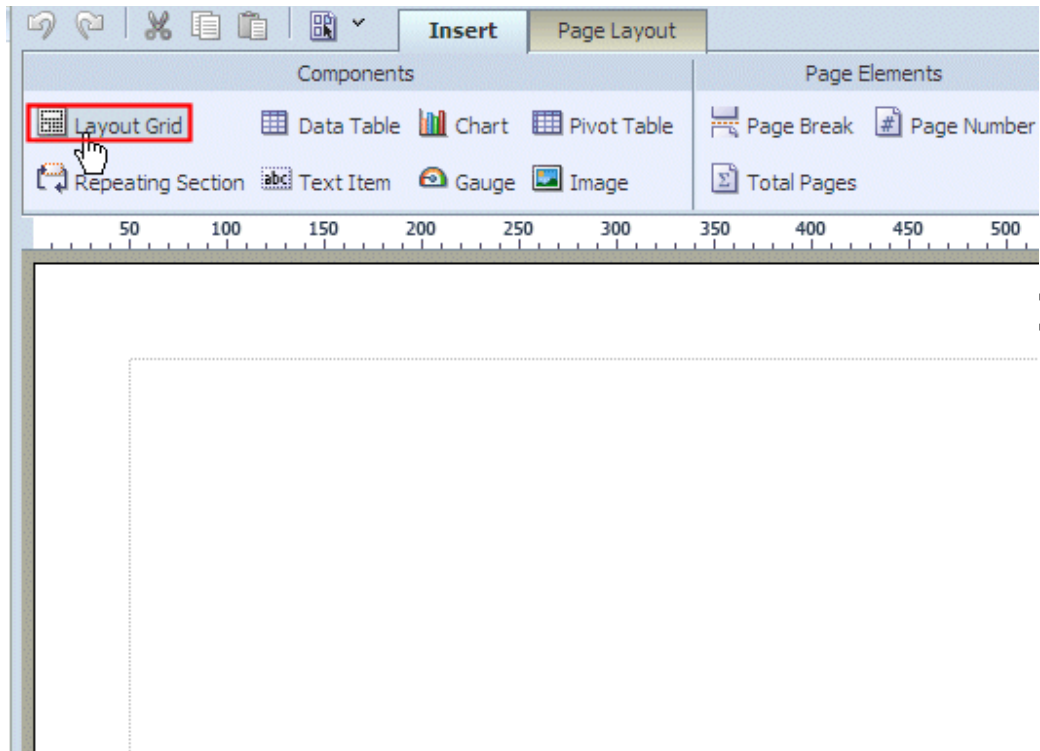 Insert Page Layout
Components Page Elements
Layout Grid Data Table Chart Pivot Table Page Break # Page Number
Repeating Section abc Text Item Gauge Image Σ Total Pages
50 100 150 200 250 300 350 400 450 500